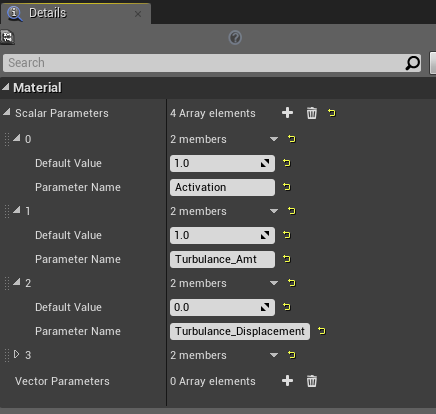 Details
Search
Material
Scalar Parameters 4 Array elements
0 2 members
Default Value 1.0
Parameter Name Activation
1 2 members
Default Value 1.0
Parameter Name Turbulance_Amt
2 2 members
Default Value 0.0
Parameter Name Turbulance_Displacement
3 2 members
Vector Parameters 0 Array elements